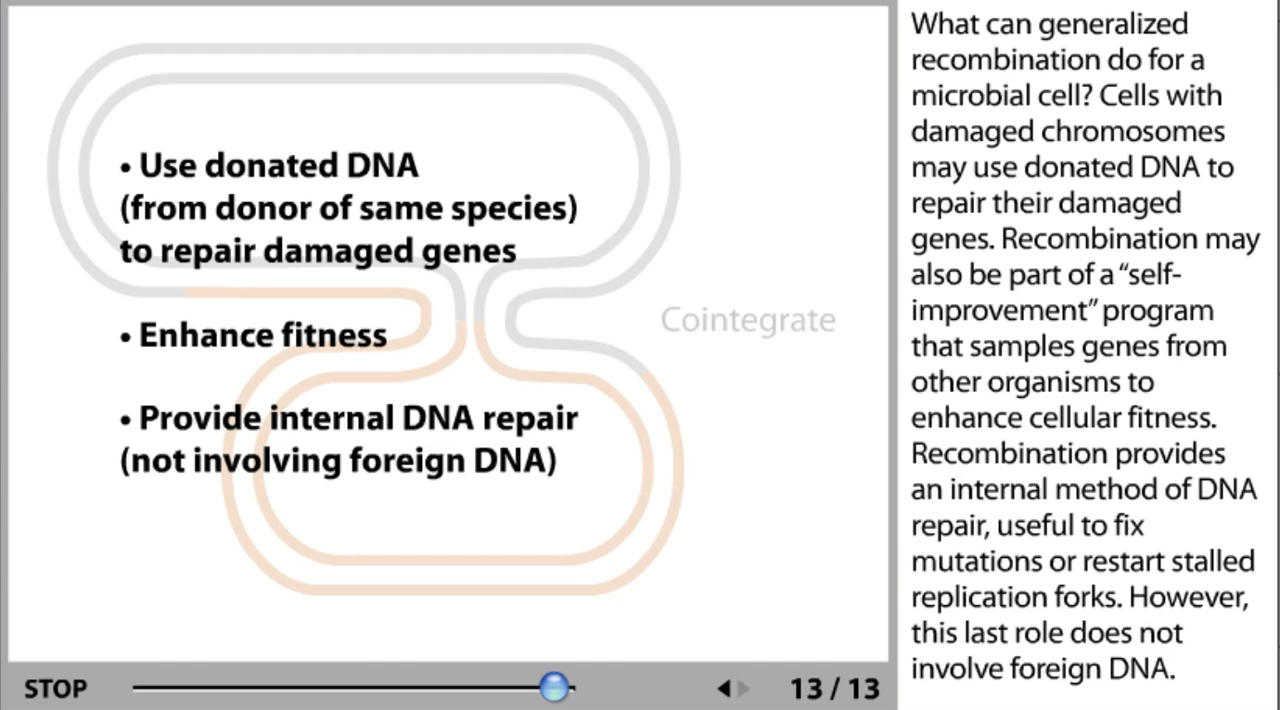 • Use donated DNA
(from donor of same species)
to repair damaged genes
• Enhance fitness
• Provide internal DNA repair
(not involving foreign DNA)
Cointegrate
STOP
13 / 13
What can generalized
recombination do for a
microbial cell? Cells with
damaged chromosomes
may use donated DNA to
repair their damaged
genes. Recombination may
also be part of a “self-
improvement” program
that samples genes from
other organisms to
enhance cellular fitness.
Recombination provides
an internal method of DNA
repair, useful to fix
mutations or restart stalled
replication forks. However,
this last role does not
involve foreign DNA.